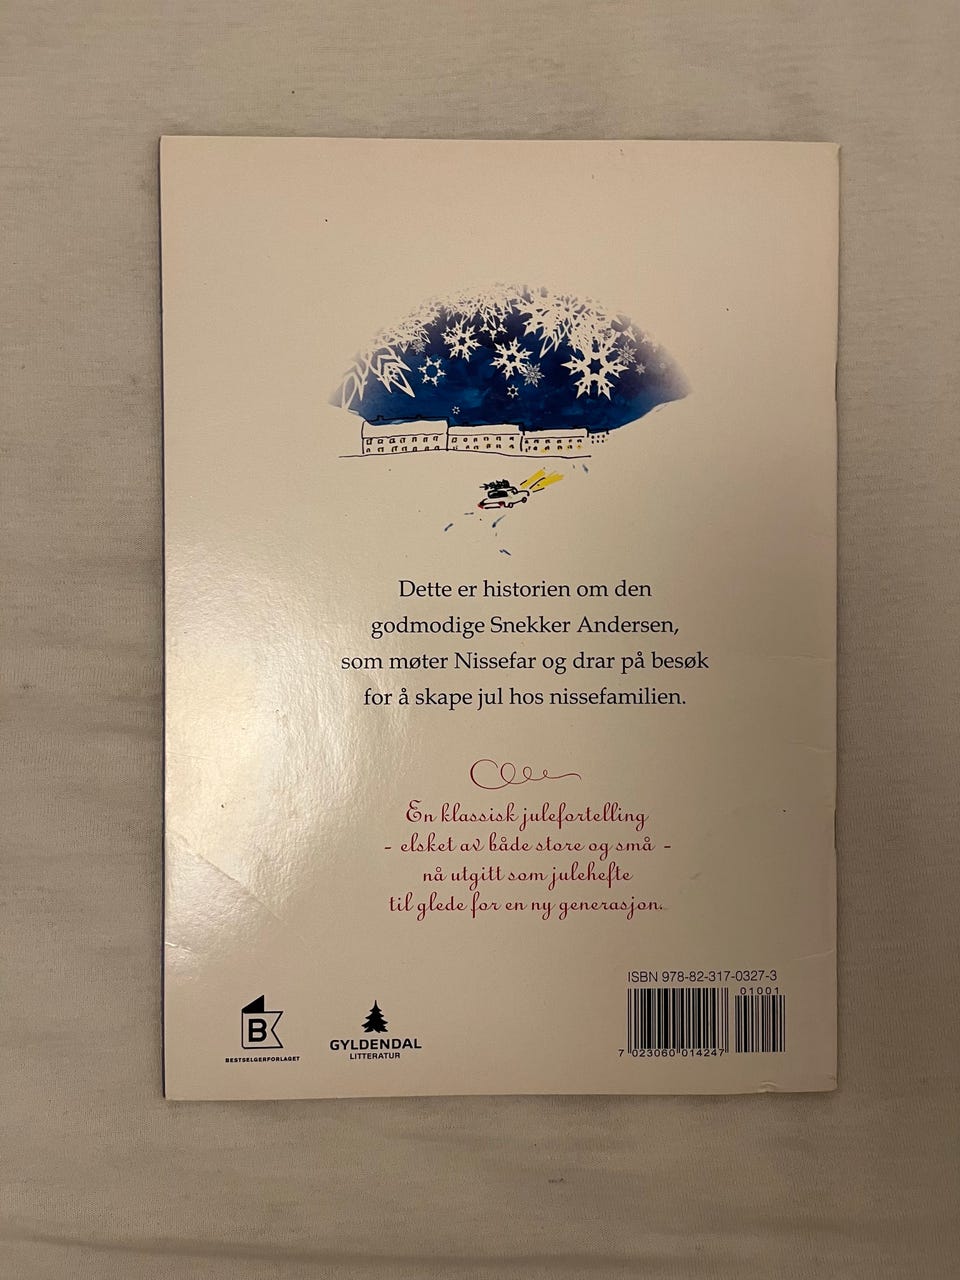 Dette er historien om den
godmodige Snekker Andersen,
som møter Nissefar og drar på besøk
for å skape jul hos nissefamilien.
En klassisk julefortelling
- elsket av både store og små -
nå utgitt som julehefte
til glede for en ny generasjon.
ISBN 978-82-317-0327-3
01001
7 023060 014247
B
BESTSELGERFORLAGET
GYLDENDAL
LITTERATUR